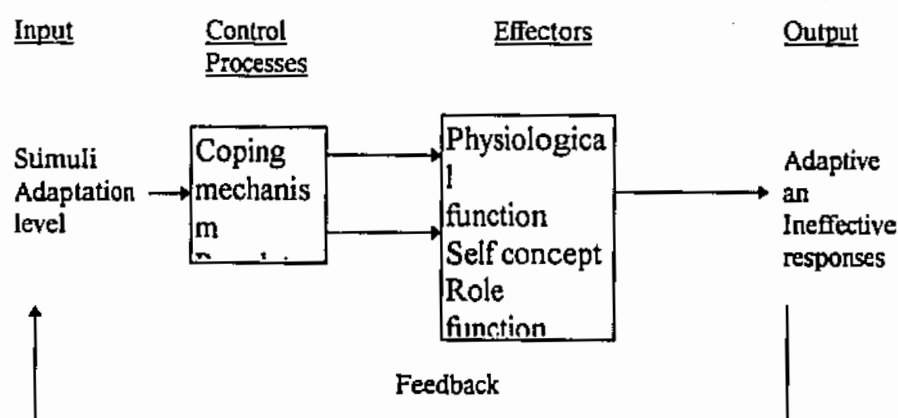 Input
Control
Processes
Effectors
Output
Stimuli
Adaptation
level
Coping
mechanis
m
Physiologica
l
function
Self concept
Role
function
Adaptive
an
Ineffective
responses
Feedback